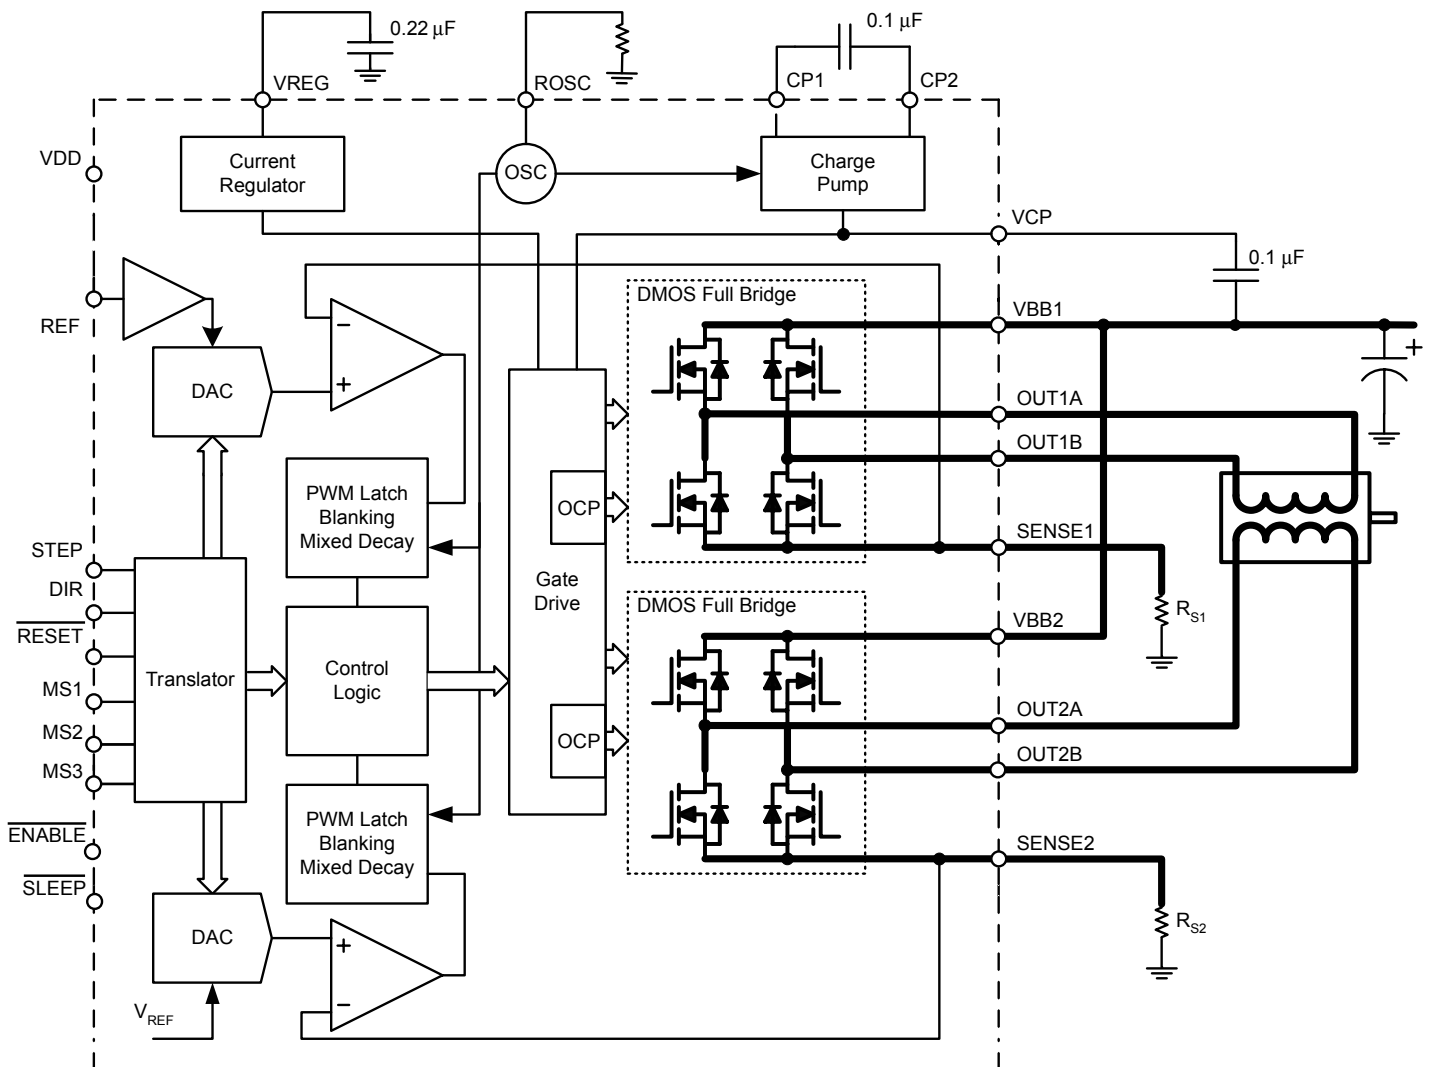 0.22 μF
0.1 μF
VREG
ROSC
CP1
CP2
VDD
Current
Regulator
OSC
Charge
Pump
VCP
0.1 μF
REF
DMOS Full Bridge
VBB1
−
+
+
DAC
OUT1A
OUT1B
PWM Latch
Blanking
Mixed Decay
OCP
SENSE1
STEP
DIR
RESET
MS1
MS2
MS3
Translator
Control
Logic
Gate
Drive
DMOS Full Bridge
RS1
VBB2
OUT2A
OCP
OUT2B
ENABLE
SLEEP
PWM Latch
Blanking
Mixed Decay
SENSE2
DAC
+
−
RS2
VREF